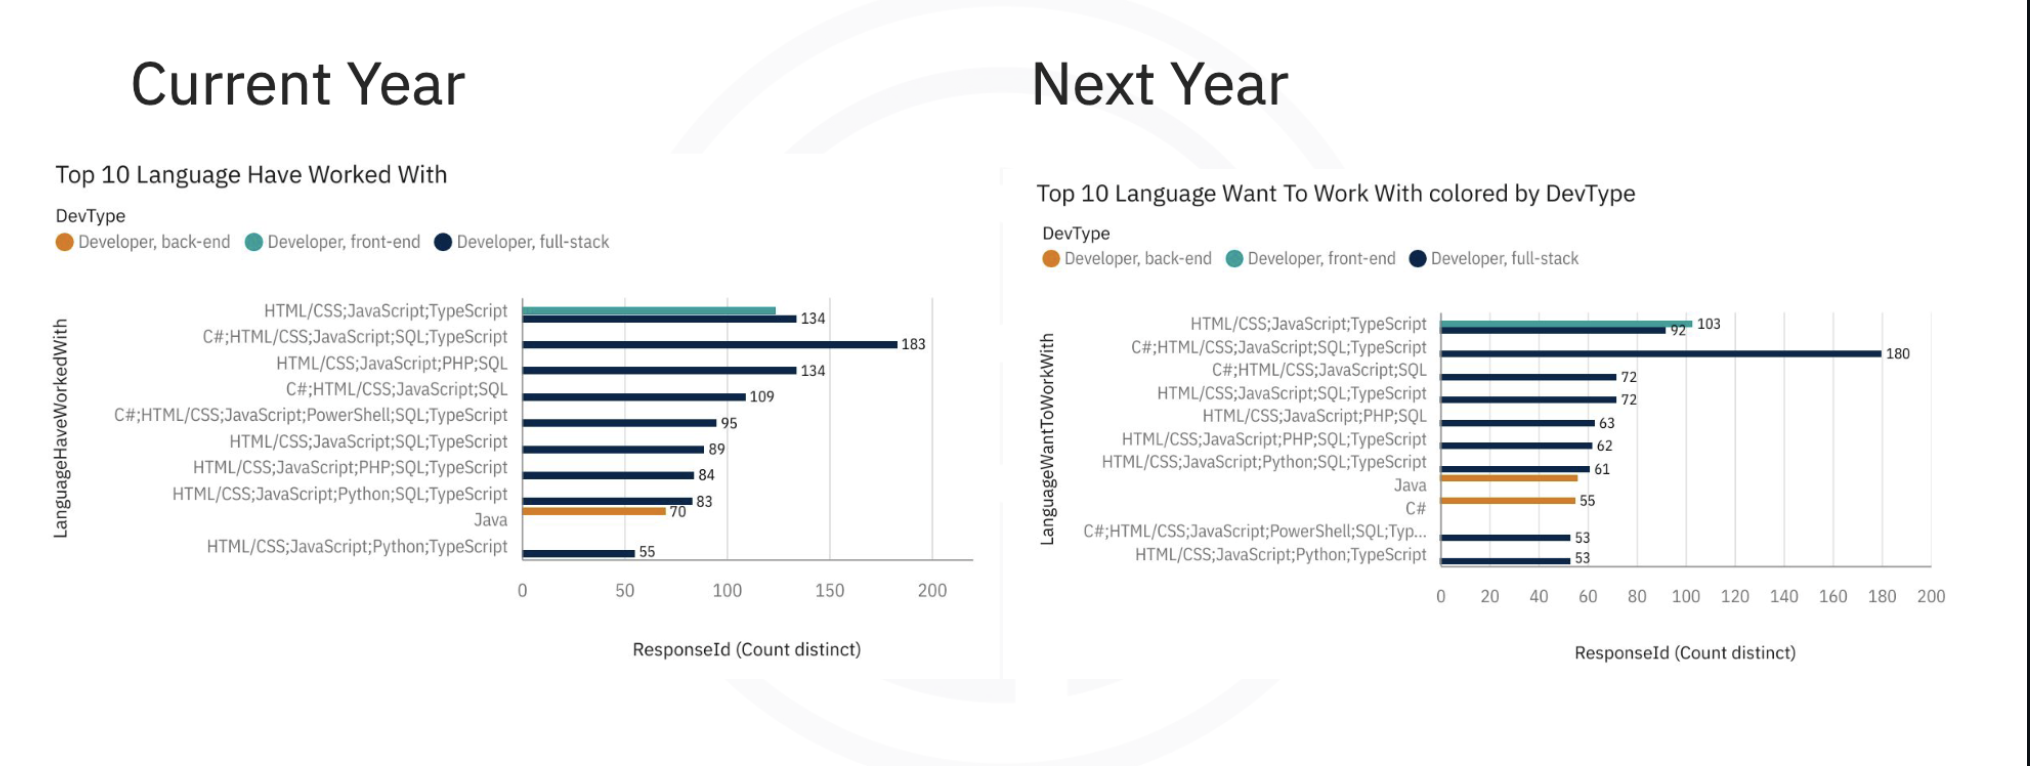 Current Year
Top 10 Language Have Worked With
DevType
Developer, back-end Developer, front-end Developer, full-stack
LanguageHaveWorkedWith
HTML/CSS;JavaScript;TypeScript 134
C#;HTML/CSS;JavaScript;SQL;TypeScript 183
HTML/CSS;JavaScript;PHP;SQL 134
C#;HTML/CSS;JavaScript;SQL 109
C#;HTML/CSS;JavaScript;PowerShell;SQL;TypeScript 95
HTML/CSS;JavaScript;SQL;TypeScript 89
HTML/CSS;JavaScript;PHP;SQL;TypeScript 84
HTML/CSS;JavaScript;Python;SQL;TypeScript 83
Java 70
HTML/CSS;JavaScript;Python;TypeScript 55
0 50 100 150 200
ResponseId (Count distinct)
Next Year
Top 10 Language Want To Work With colored by DevType
DevType
Developer, back-end Developer, front-end Developer, full-stack
LanguageWantToWorkWith
HTML/CSS;JavaScript;TypeScript 103
92
C#;HTML/CSS;JavaScript;SQL;TypeScript 180
C#;HTML/CSS;JavaScript;SQL 72
HTML/CSS;JavaScript;SQL;TypeScript 72
HTML/CSS;JavaScript;PHP;SQL 63
HTML/CSS;JavaScript;PHP;SQL;TypeScript 62
HTML/CSS;JavaScript;Python;SQL;TypeScript 61
Java
C# 55
C#;HTML/CSS;JavaScript;PowerShell;SQL;Typ... 53
HTML/CSS;JavaScript;Python;TypeScript 53
0 20 40 60 80 100 120 140 160 180 200
ResponseId (Count distinct)